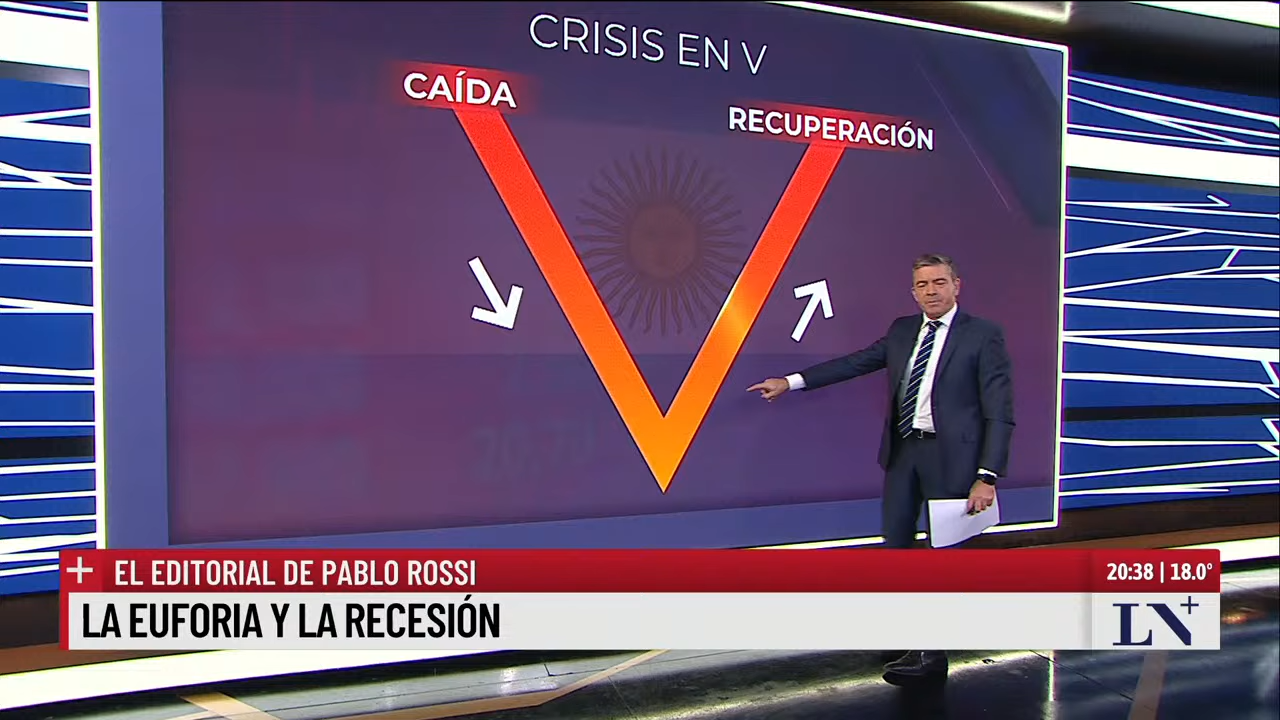 CRISIS EN V
CAÍDA
RECUPERACIÓN
EL EDITORIAL DE PABLO ROSSI
20:38 | 18.0°
LA EUFORIA Y LA RECESIÓN
LN+